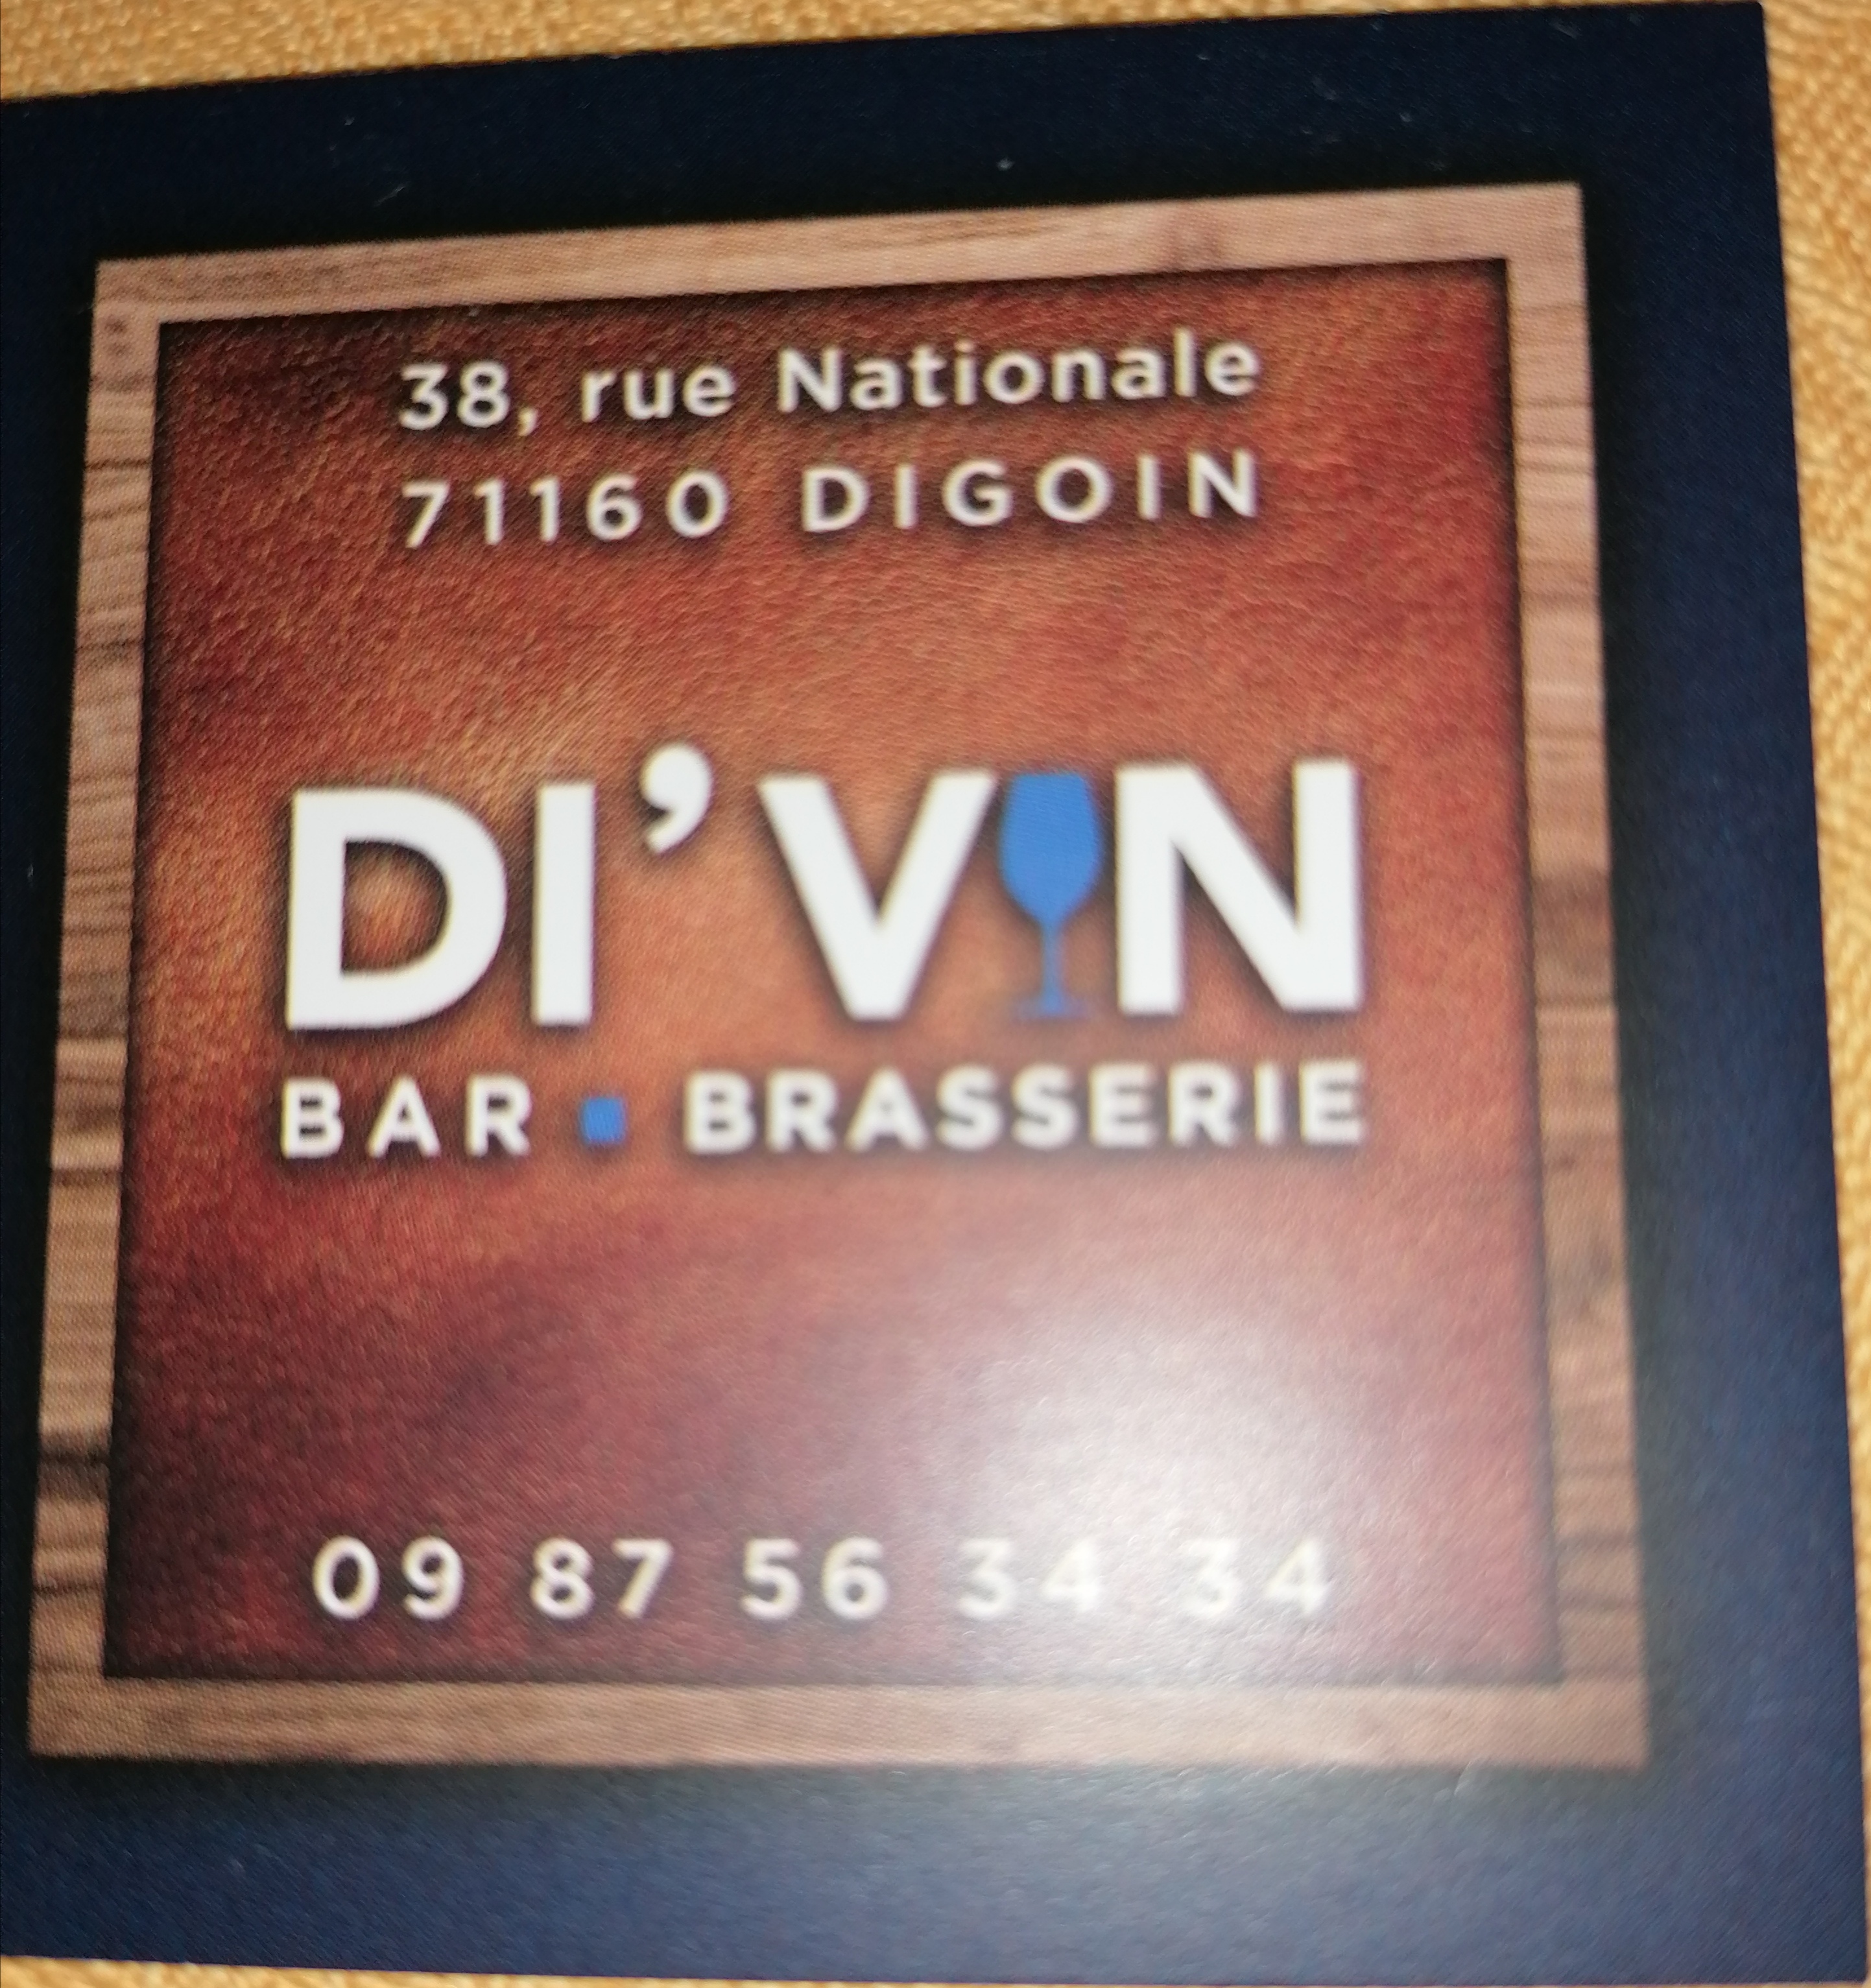 38, rue Nationale
71160 DIGOIN
DI'VIN
BAR ▪ BRASSERIE
09 87 56 34 34